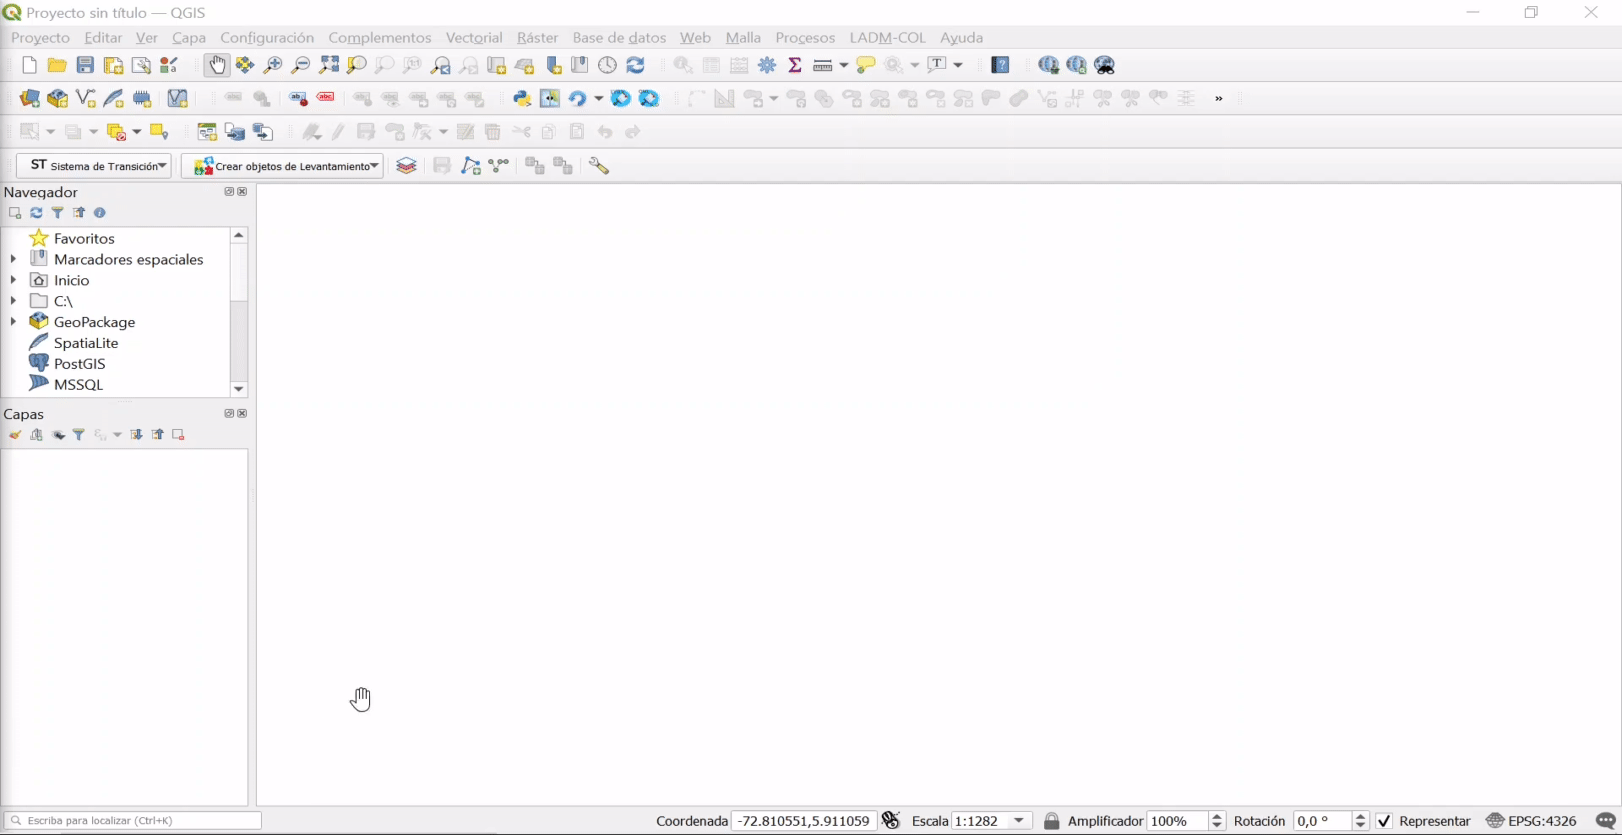 Proyecto sin título — QGIS
Proyecto Editar Ver Capa Configuración Complementos Vectorial Ráster Base de datos Web Malla Procesos LADM-COL Ayuda
»
ST Sistema de Transición Crear objetos de Levantamiento
Navegador
Favoritos
Marcadores espaciales
Inicio
C:\
GeoPackage
SpatiaLite
PostGIS
MSSQL
Capas
Escriba para localizar (Ctrl+K) Coordenada -72.810551,5.911059 Escala 1:1282 Amplificador 100% Rotación 0,0 ° Representar EPSG:4326